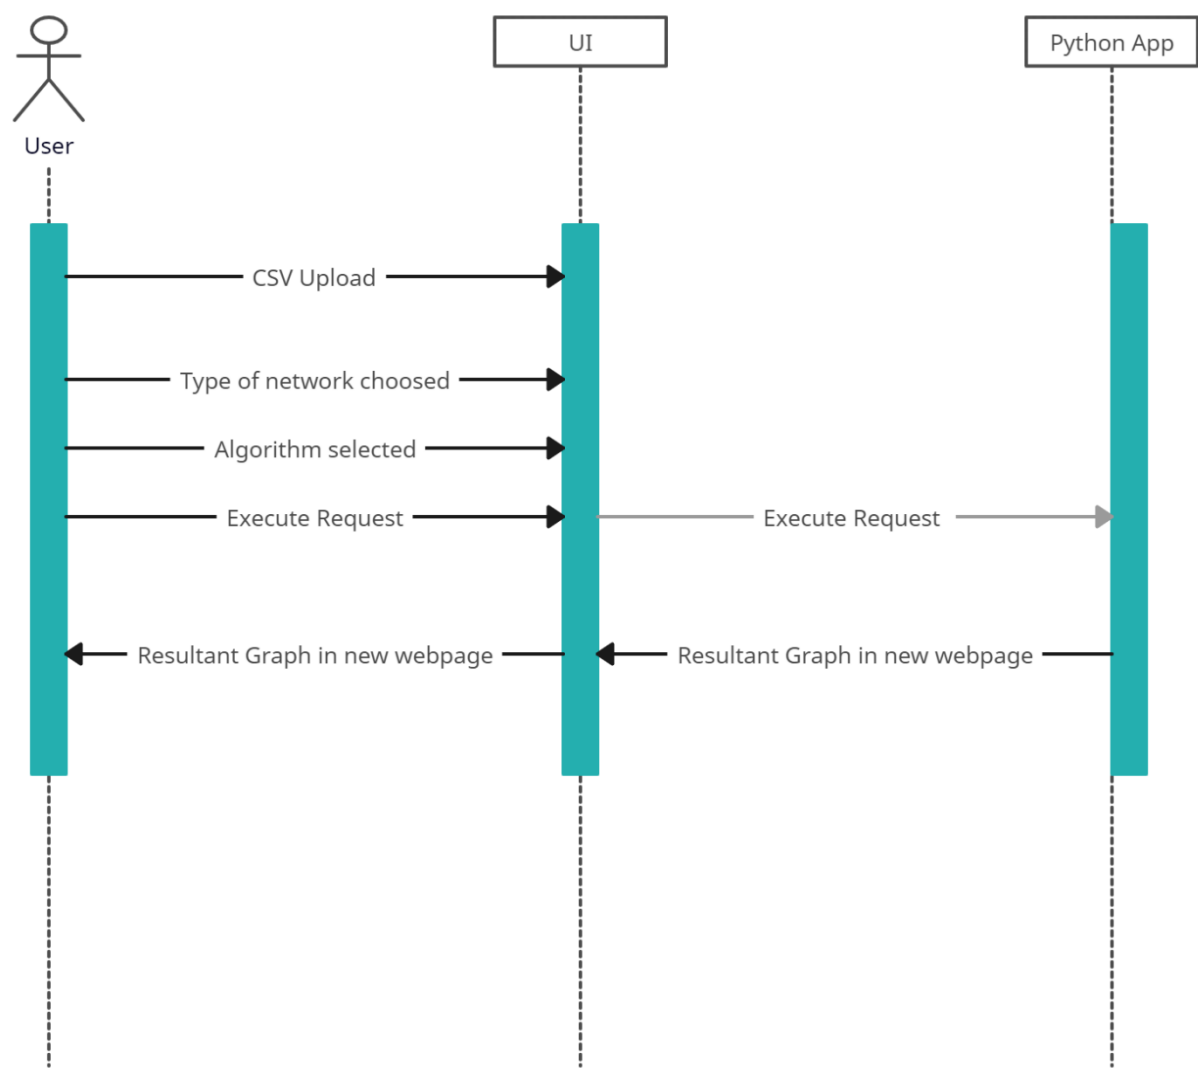 User
UI
Python App
CSV Upload
Type of network choosed
Algorithm selected
Execute Request
Execute Request
Resultant Graph in new webpage
Resultant Graph in new webpage